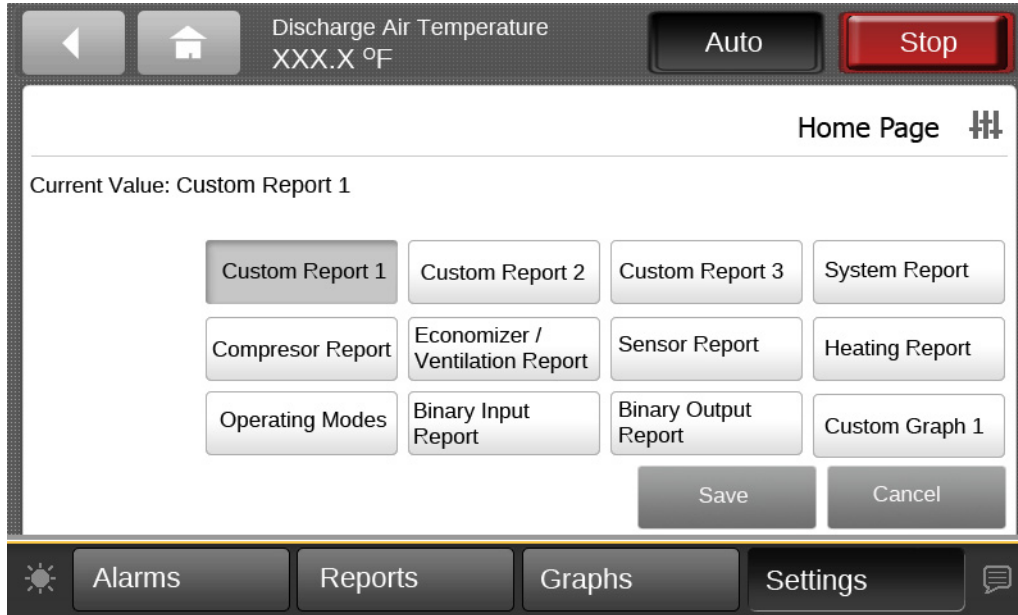 Discharge Air Temperature
XXX.X ºF
Auto
Stop
Home Page
Current Value: Custom Report 1
Custom Report 1
Custom Report 2
Custom Report 3
System Report
Compresor Report
Economizer /
Ventilation Report
Sensor Report
Heating Report
Operating Modes
Binary Input
Report
Binary Output
Report
Custom Graph 1
Save
Cancel
Alarms
Reports
Graphs
Settings